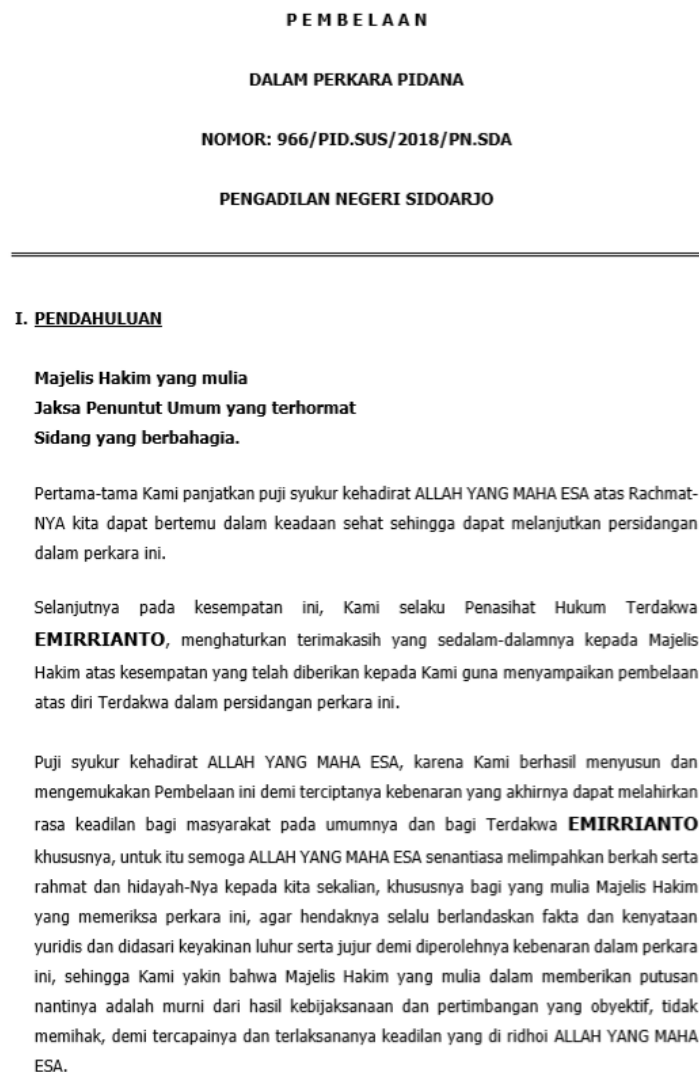 P E M B E L A A N
DALAM PERKARA PIDANA
NOMOR: 966/PID.SUS/2018/PN.SDA
PENGADILAN NEGERI SIDOARJO
I. PENDAHULUAN
Majelis Hakim yang mulia
Jaksa Penuntut Umum yang terhormat
Sidang yang berbahagia.
Pertama-tama Kami panjatkan puji syukur kehadirat ALLAH YANG MAHA ESA atas Rachmat-
NYA kita dapat bertemu dalam keadaan sehat sehingga dapat melanjutkan persidangan
dalam perkara ini.
Selanjutnya pada kesempatan ini, Kami selaku Penasihat Hukum Terdakwa
EMIRRIANTO, menghaturkan terimakasih yang sedalam-dalamnya kepada Majelis
Hakim atas kesempatan yang telah diberikan kepada Kami guna menyampaikan pembelaan
atas diri Terdakwa dalam persidangan perkara ini.
Puji syukur kehadirat ALLAH YANG MAHA ESA, karena Kami berhasil menyusun dan
mengemukakan Pembelaan ini demi terciptanya kebenaran yang akhirnya dapat melahirkan
rasa keadilan bagi masyarakat pada umumnya dan bagi Terdakwa EMIRRIANTO
khususnya, untuk itu semoga ALLAH YANG MAHA ESA senantiasa melimpahkan berkah serta
rahmat dan hidayah-Nya kepada kita sekalian, khususnya bagi yang mulia Majelis Hakim
yang memeriksa perkara ini, agar hendaknya selalu berlandaskan fakta dan kenyataan
yuridis dan didasari keyakinan luhur serta jujur demi diperolehnya kebenaran dalam perkara
ini, sehingga Kami yakin bahwa Majelis Hakim yang mulia dalam memberikan putusan
nantinya adalah murni dari hasil kebijaksanaan dan pertimbangan yang obyektif, tidak
memihak, demi tercapainya dan terlaksananya keadilan yang di ridhoi ALLAH YANG MAHA
ESA.